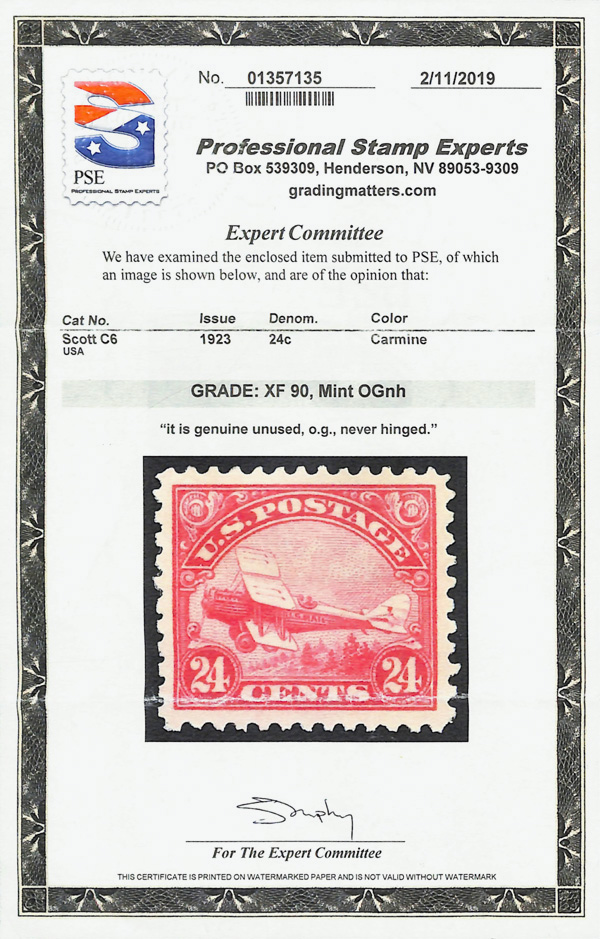 No. 01357135 2/11/2019
PSE
PROFESSIONAL STAMP EXPERTS
Professional Stamp Experts
PO Box 539309, Henderson, NV 89053-9309
gradingmatters.com
Expert Committee
We have examined the enclosed item submitted to PSE, of which
an image is shown below, and are of the opinion that:
Cat No. Issue Denom. Color
Scott C6 1923 24c Carmine
USA
GRADE: XF 90, Mint OGnh
“it is genuine unused, o.g., never hinged.”
U.S. POSTAGE
U.S. MAIL
24 CENTS 24
For The Expert Committee
THIS CERTIFICATE IS PRINTED ON WATERMARKED PAPER AND IS NOT VALID WITHOUT WATERMARK